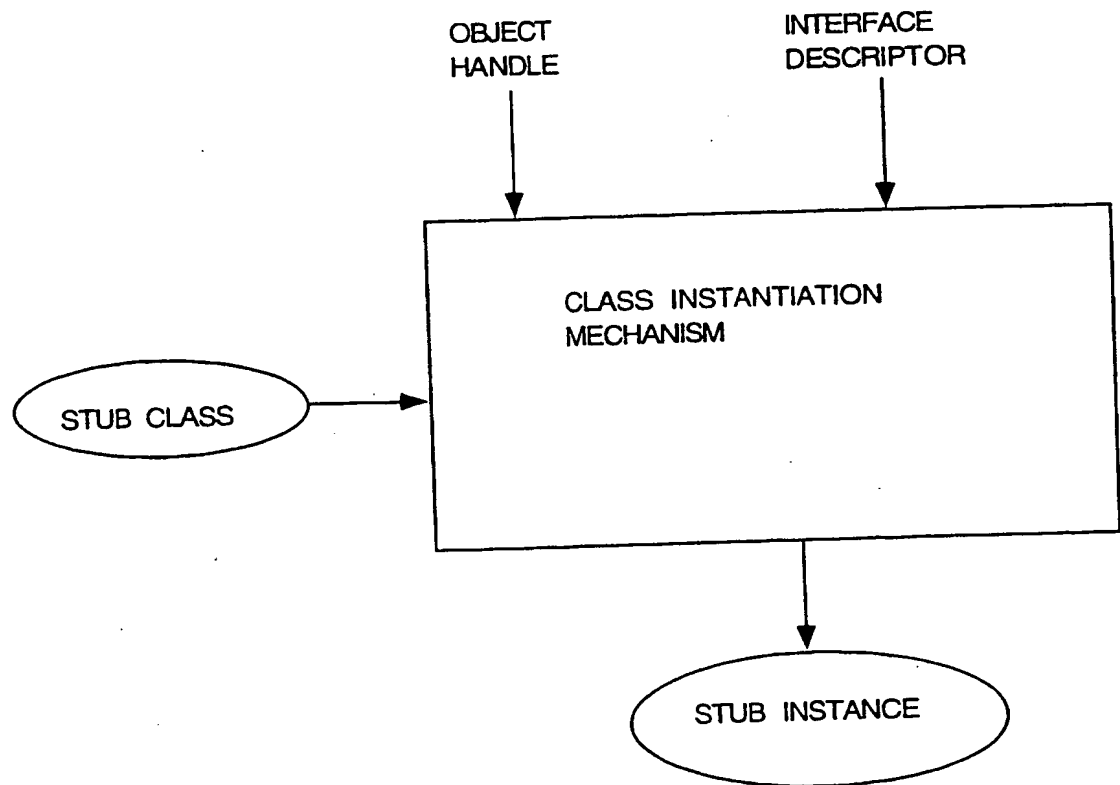 OBJECT
HANDLE
INTERFACE
DESCRIPTOR
CLASS INSTANTIATION
MECHANISM
STUB CLASS
STUB INSTANCE